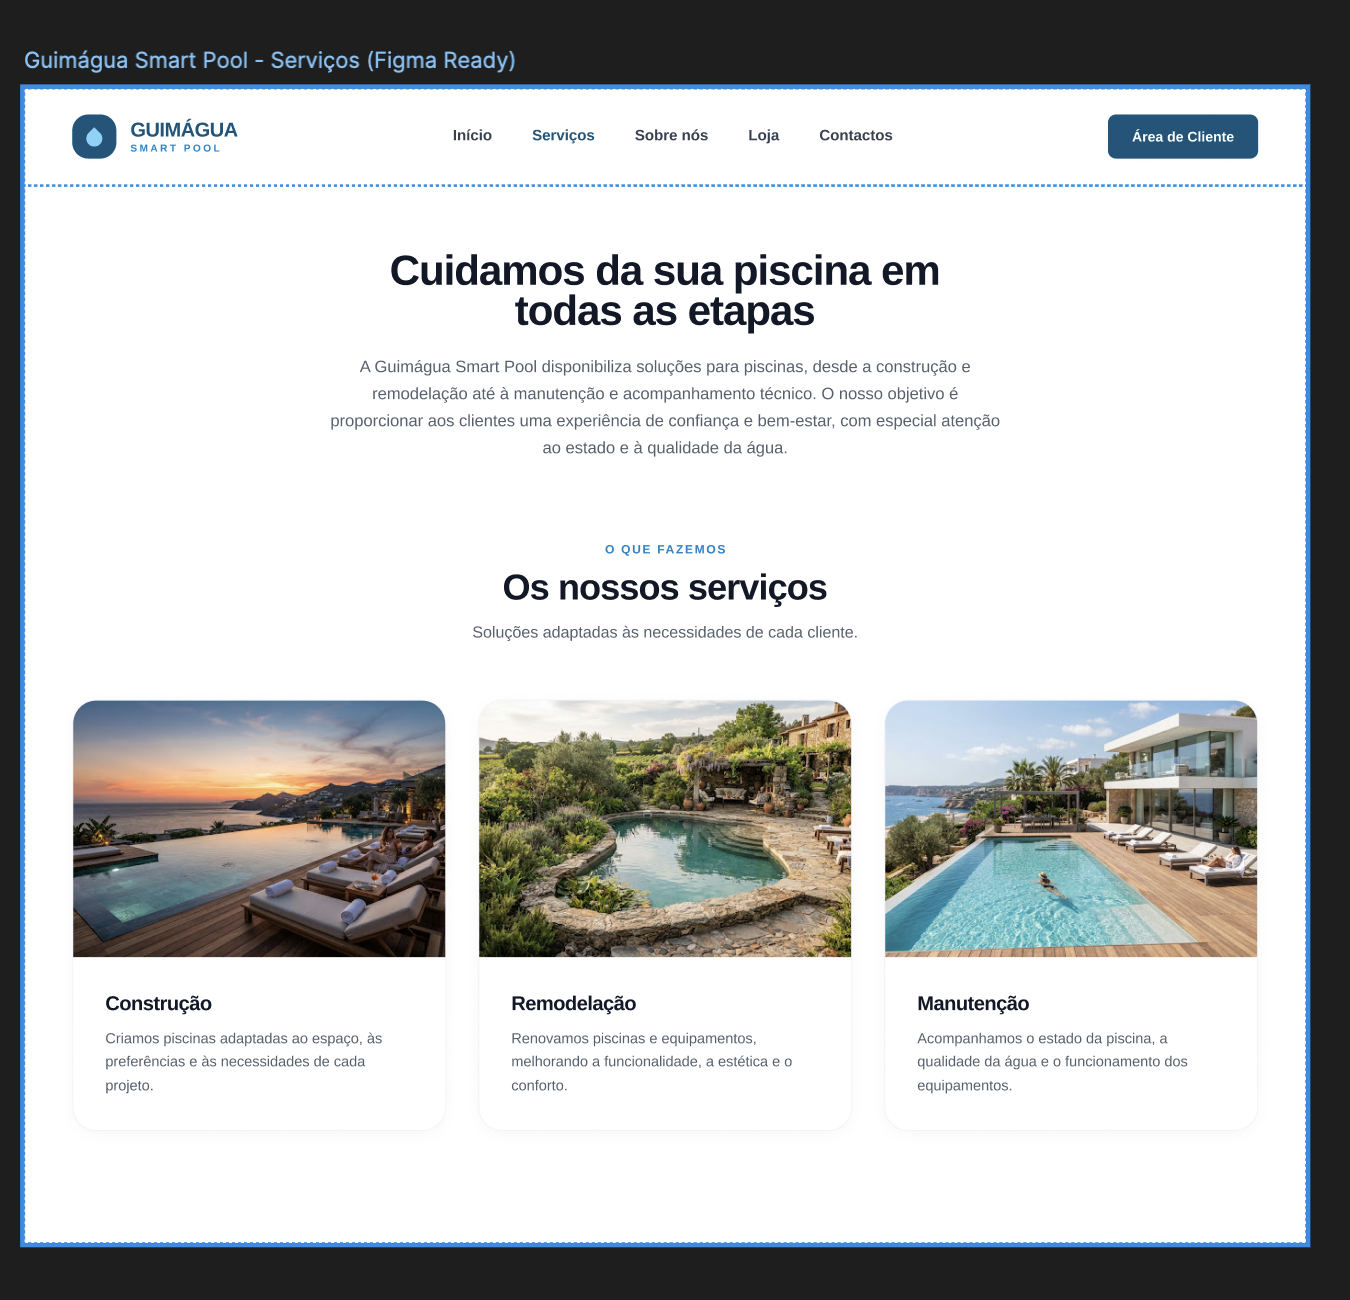 Guimágua Smart Pool - Serviços (Figma Ready)
GUIMÁGUA
SMART POOL
Início
Serviços
Sobre nós
Loja
Contactos
Área de Cliente
Cuidamos da sua piscina em
todas as etapas
A Guimágua Smart Pool disponibiliza soluções para piscinas, desde a construção e
remodelação até à manutenção e acompanhamento técnico. O nosso objetivo é
proporcionar aos clientes uma experiência de confiança e bem-estar, com especial atenção
ao estado e à qualidade da água.
O QUE FAZEMOS
Os nossos serviços
Soluções adaptadas às necessidades de cada cliente.
Construção
Criamos piscinas adaptadas ao espaço, às
preferências e às necessidades de cada
projeto.
Remodelação
Renovamos piscinas e equipamentos,
melhorando a funcionalidade, a estética e o
conforto.
Manutenção
Acompanhamos o estado da piscina, a
qualidade da água e o funcionamento dos
equipamentos.